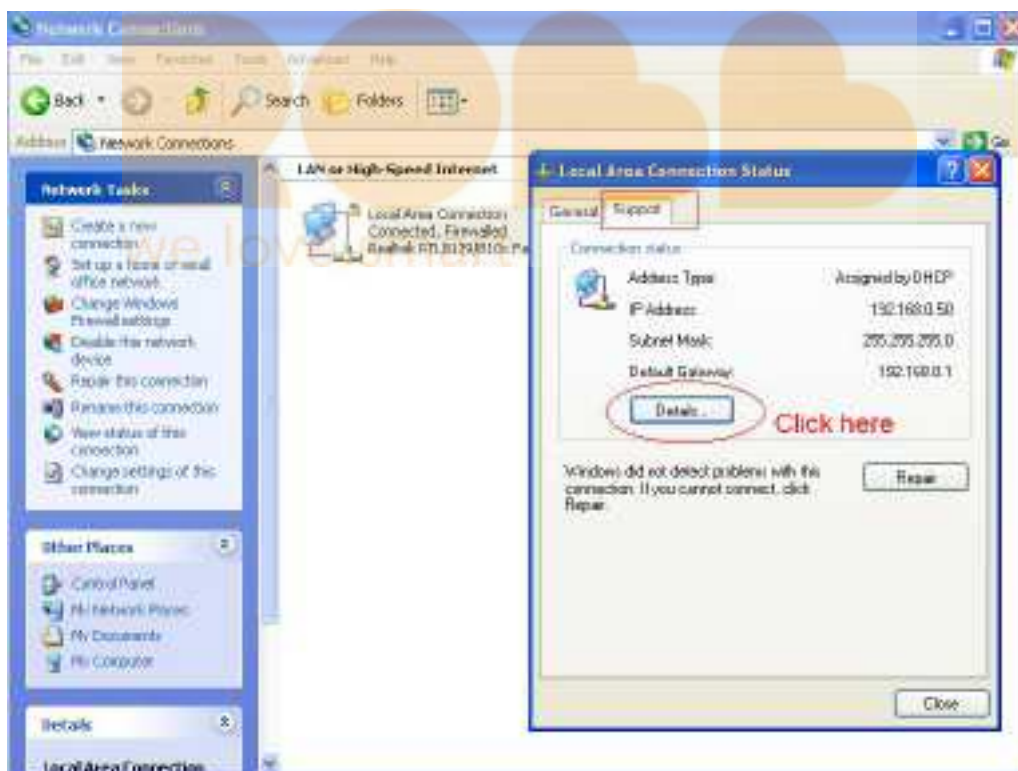 Network Connections
File Edit View Favorites Tools Advanced Help
Back Search Folders
Address Network Connections Go
Network Tasks
Create a new
connection
Set up a home or small
office network
Change Windows
Firewall settings
Disable this network
device
Repair this connection
Rename this connection
View status of this
connection
Change settings of this
connection
Other Places
Control Panel
My Network Places
My Documents
My Computer
Details
Local Area Connection
LAN or High-Speed Internet
Local Area Connection
Connected, Firewalled
we love smart
Local Area Connection Status
General Support
Connection status
Address Type: Assigned by DHCP
IP Address: 192.168.0.50
Subnet Mask: 255.255.255.0
Default Gateway: 192.168.0.1
Details...
Click here
Windows did not detect problems with this
connection. If you cannot connect, click
Repair.
Repair
Close